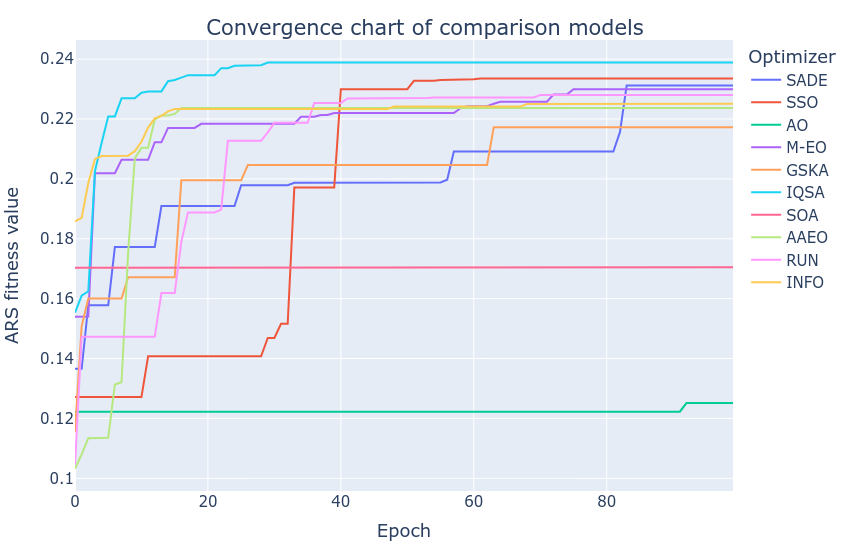 Convergence chart of comparison models
ARS fitness value
0.24
0.22
0.2
0.18
0.16
0.14
0.12
0.1
0
20
40
60
80
Epoch
Optimizer
SADE
SSO
AO
M-EO
GSKA
IQSA
SOA
AAEO
RUN
INFO